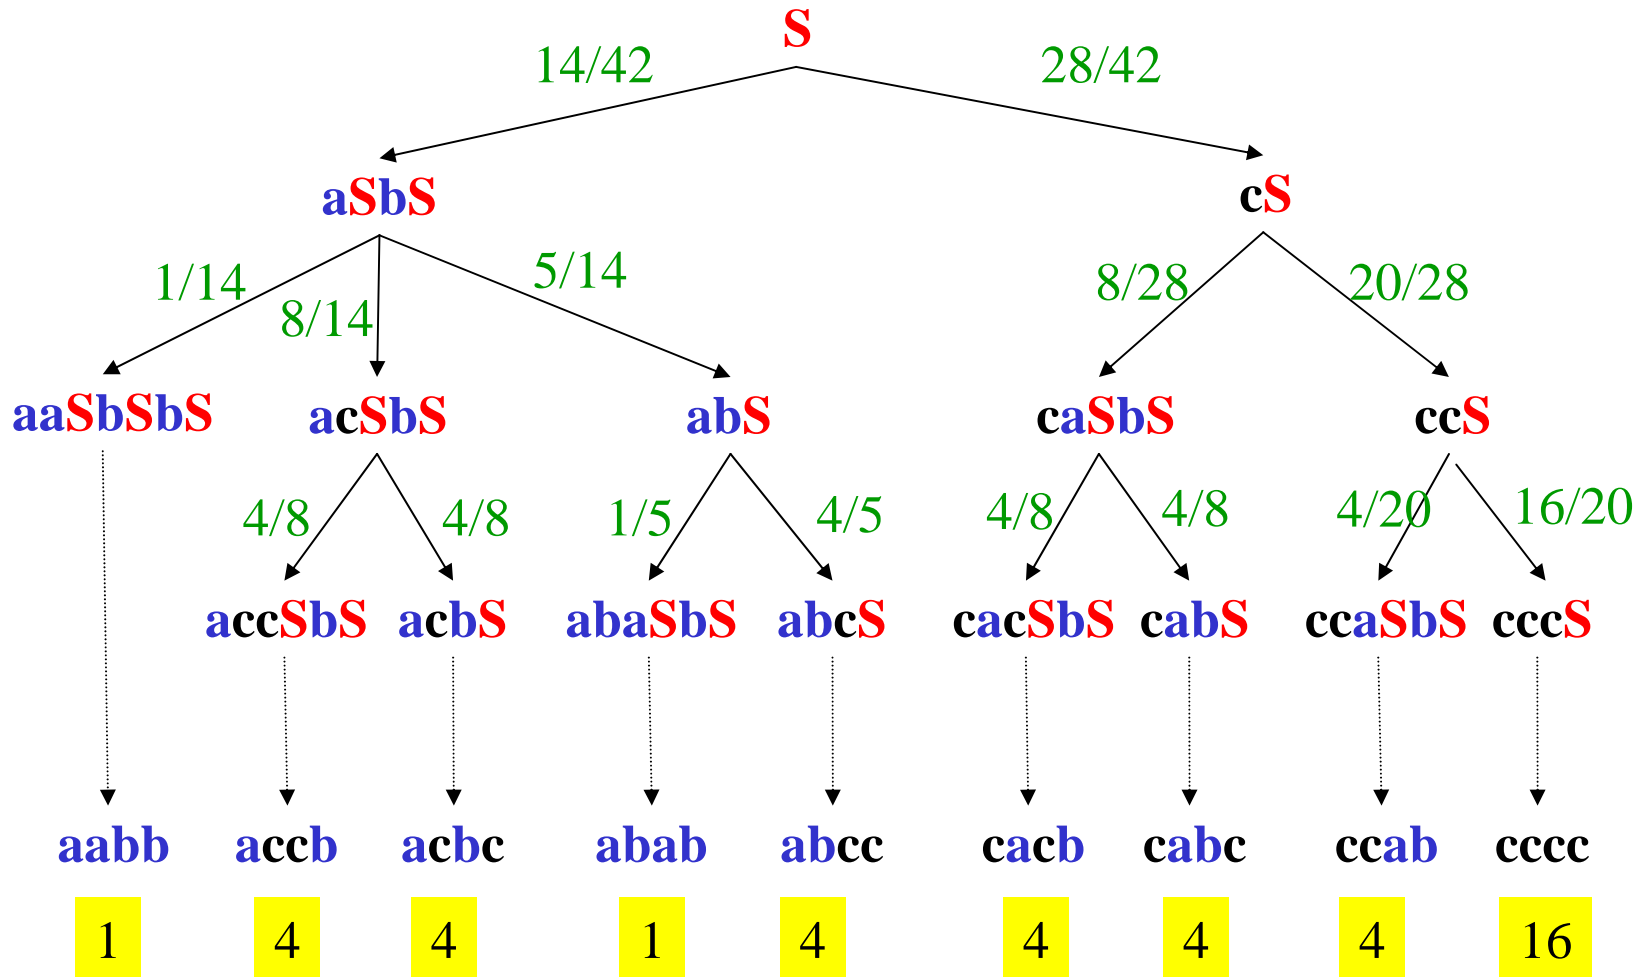 S
14/42 28/42
aSbS cS
1/14 8/14 5/14 8/28 20/28
aaSbSbS acSbS abS caSbS ccS
4/8 4/8 1/5 4/5 4/8 4/8 4/20 16/20
accSbS acbS abaSbS abcS cacSbS cabS ccaSbS cccS
aabb accb acbc abab abcc cacb cabc ccab cccc
1 4 4 1 4 4 4 4 16